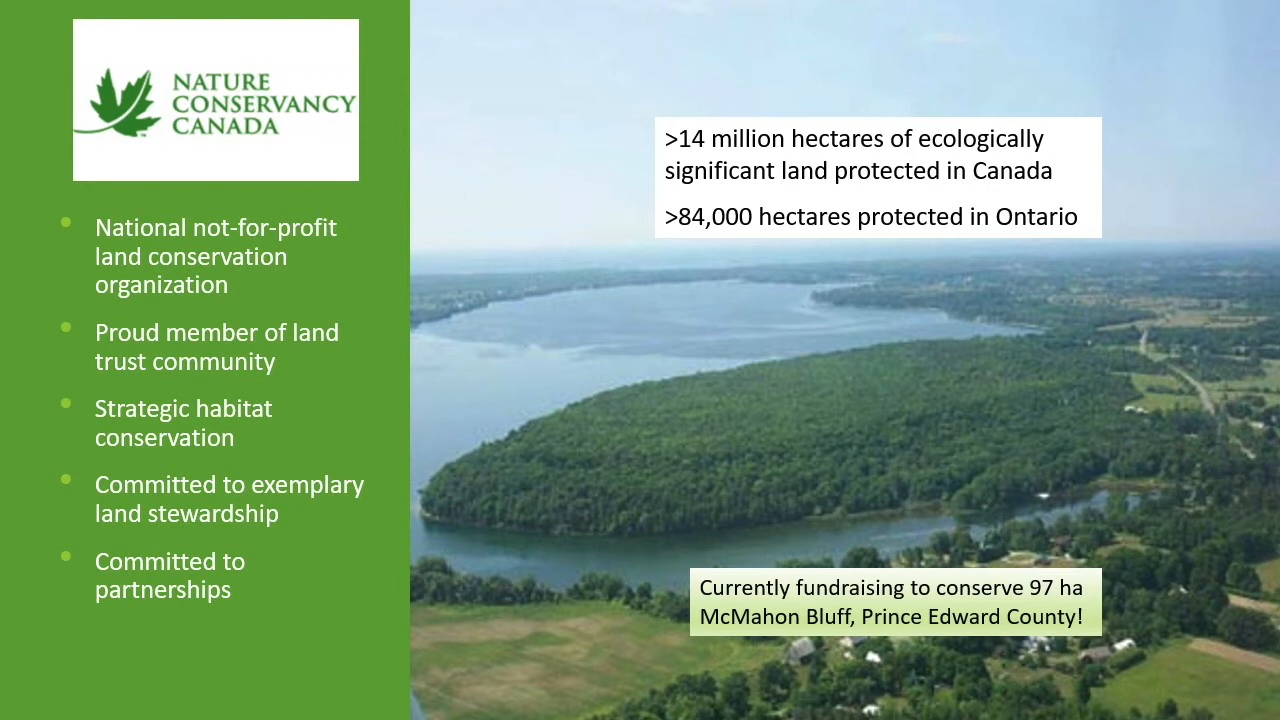 NATURE
CONSERVANCY
CANADA
National not-for-profit
land conservation
organization
Proud member of land
trust community
Strategic habitat
conservation
Committed to exemplary
land stewardship
Committed to
partnerships
>14 million hectares of ecologically
significant land protected in Canada
>84,000 hectares protected in Ontario
Currently fundraising to conserve 97 ha
McMahon Bluff, Prince Edward County!